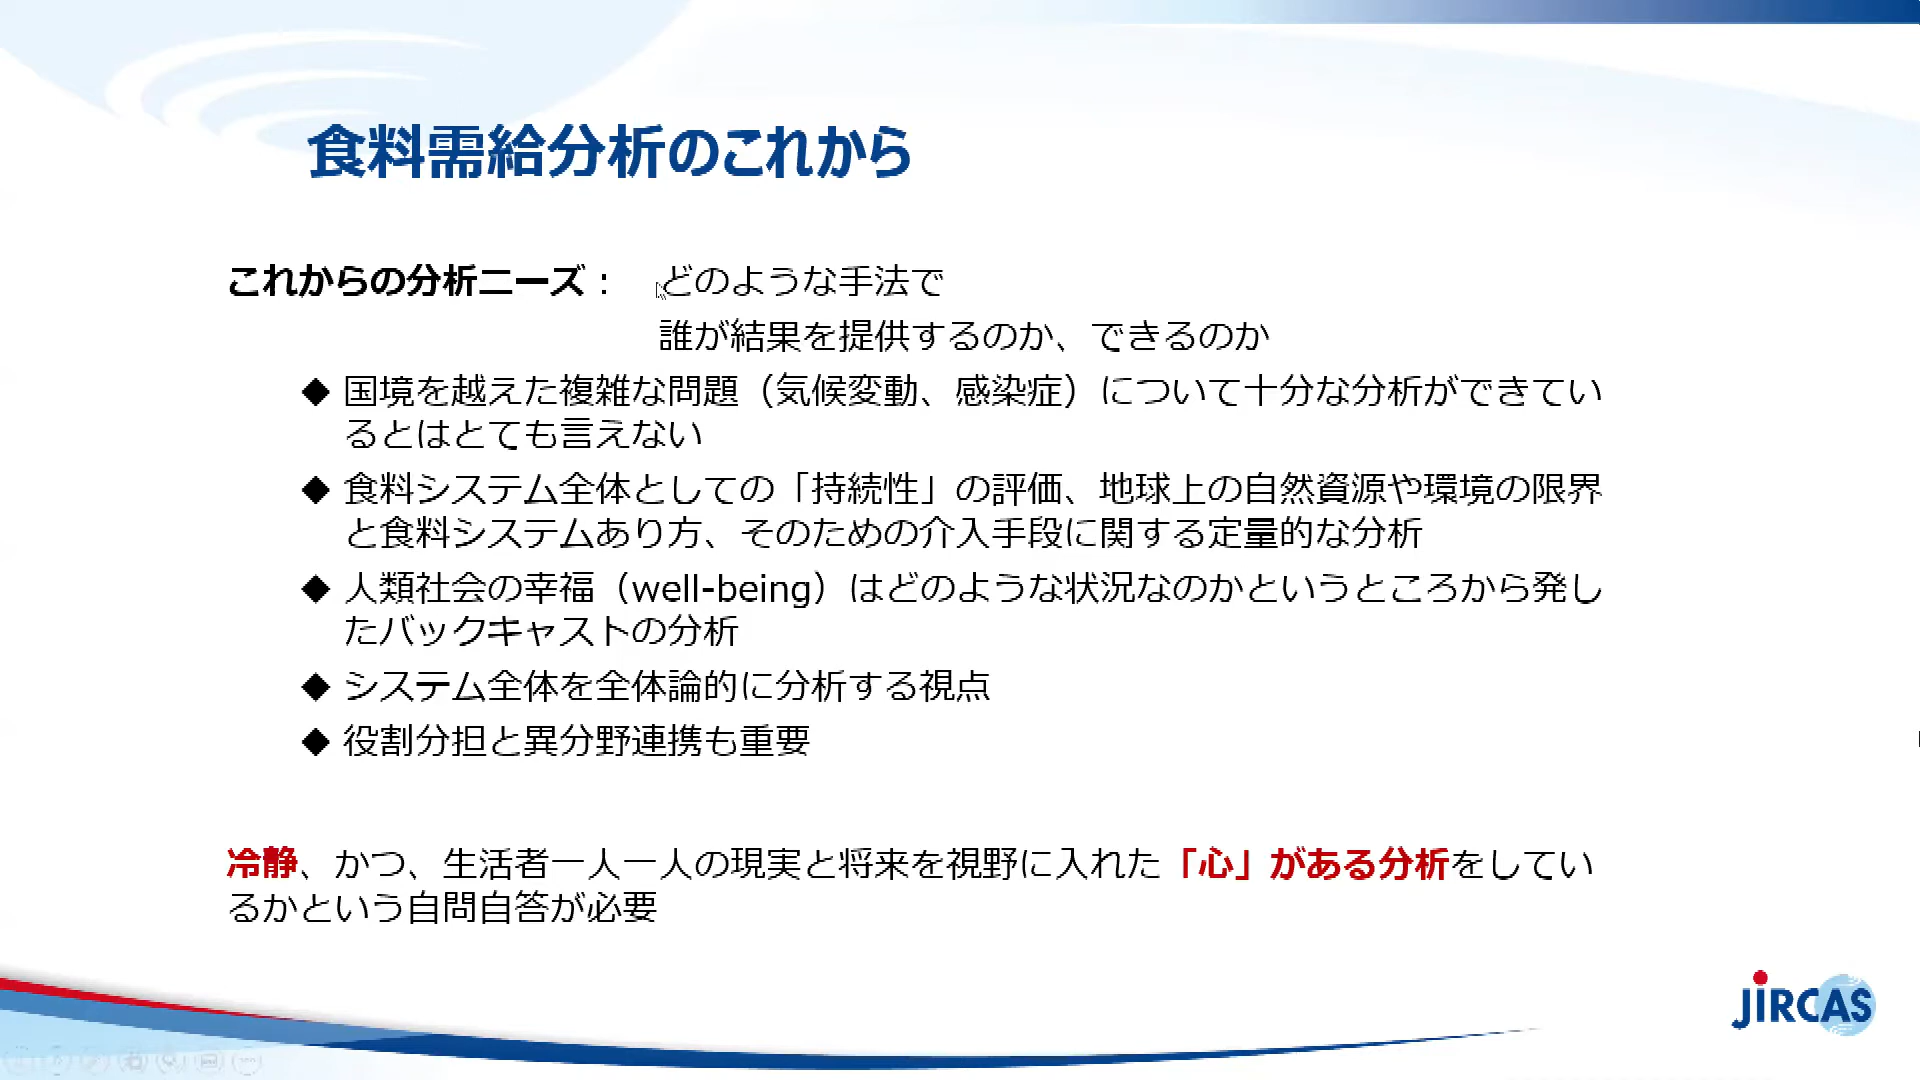 食料需給分析のこれから
これからの分析ニーズ： どのような手法で
誰が結果を提供するのか、できるのか
◆ 国境を越えた複雑な問題（気候変動、感染症）について十分な分析ができてい
るとはとても言えない
◆ 食料システム全体としての「持続性」の評価、地球上の自然資源や環境の限界
と食料システムあり方、そのための介入手段に関する定量的な分析
◆ 人類社会の幸福（well-being）はどのような状況なのかというところから発し
たバックキャストの分析
◆ システム全体を全体論的に分析する視点
◆ 役割分担と異分野連携も重要
冷静、かつ、生活者一人一人の現実と将来を視野に入れた「心」がある分析をしてい
るかという自問自答が必要
JIRCAS